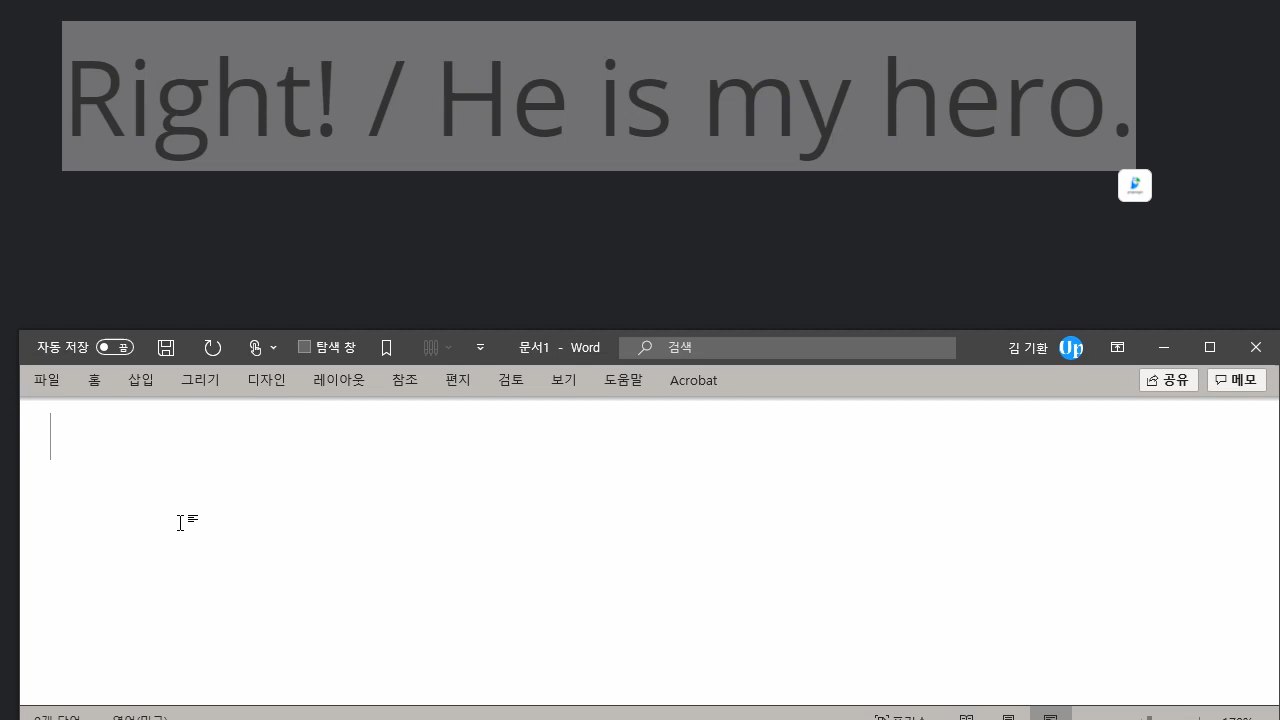 Right! / He is my hero.
자동 저장 끔 탐색 창 문서1 - Word 검색 김 기환 Up
파일 홈 삽입 그리기 디자인 레이아웃 참조 편지 검토 보기 도움말 Acrobat 공유 메모